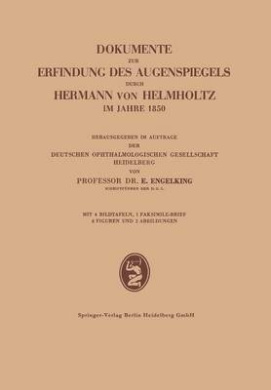 DOKUMENTE
ZUR
ERFINDUNG DES AUGENSPIEGELS
DURCH
HERMANN VON HELMHOLTZ
IM JAHRE 1850
HERAUSGEGEBEN IM AUFTRAGE
DER
DEUTSCHEN OPHTHALMOLOGISCHEN GESELLSCHAFT
HEIDELBERG
VON
PROFESSOR DR. E. ENGELKING
SCHRIFTFÜHRER DER D.O.G.
MIT 4 BILDTAFELN, 1 FAKSIMILE-BRIEF
6 FIGUREN UND 2 ABBILDUNGEN
Springer-Verlag Berlin Heidelberg GmbH